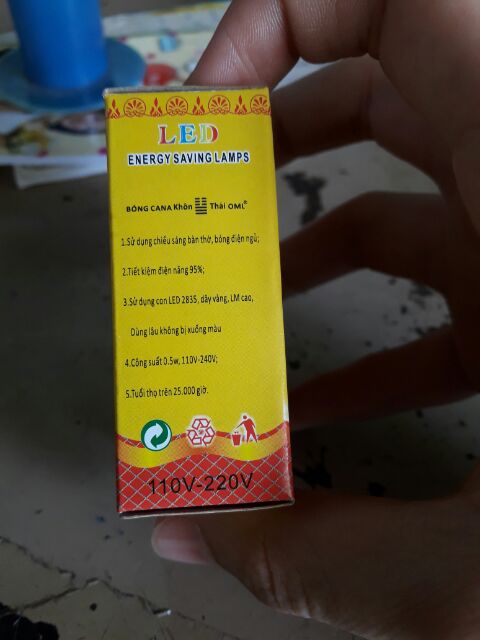 LED
ENERGY SAVING LAMPS
BÓNG CANA Khôn Thái OML®
1.Sử dụng chiếu sáng bàn thờ, bóng điện ngủ;
2.Tiết kiệm điện năng 95%;
3.Sử dụng con LED 2835, dây vàng, LM cao,
Dùng lâu không bị xuống màu
4.Công suất 0.5w, 110V-240V;
5.Tuổi thọ trên 25.000 giờ.
110V-220V